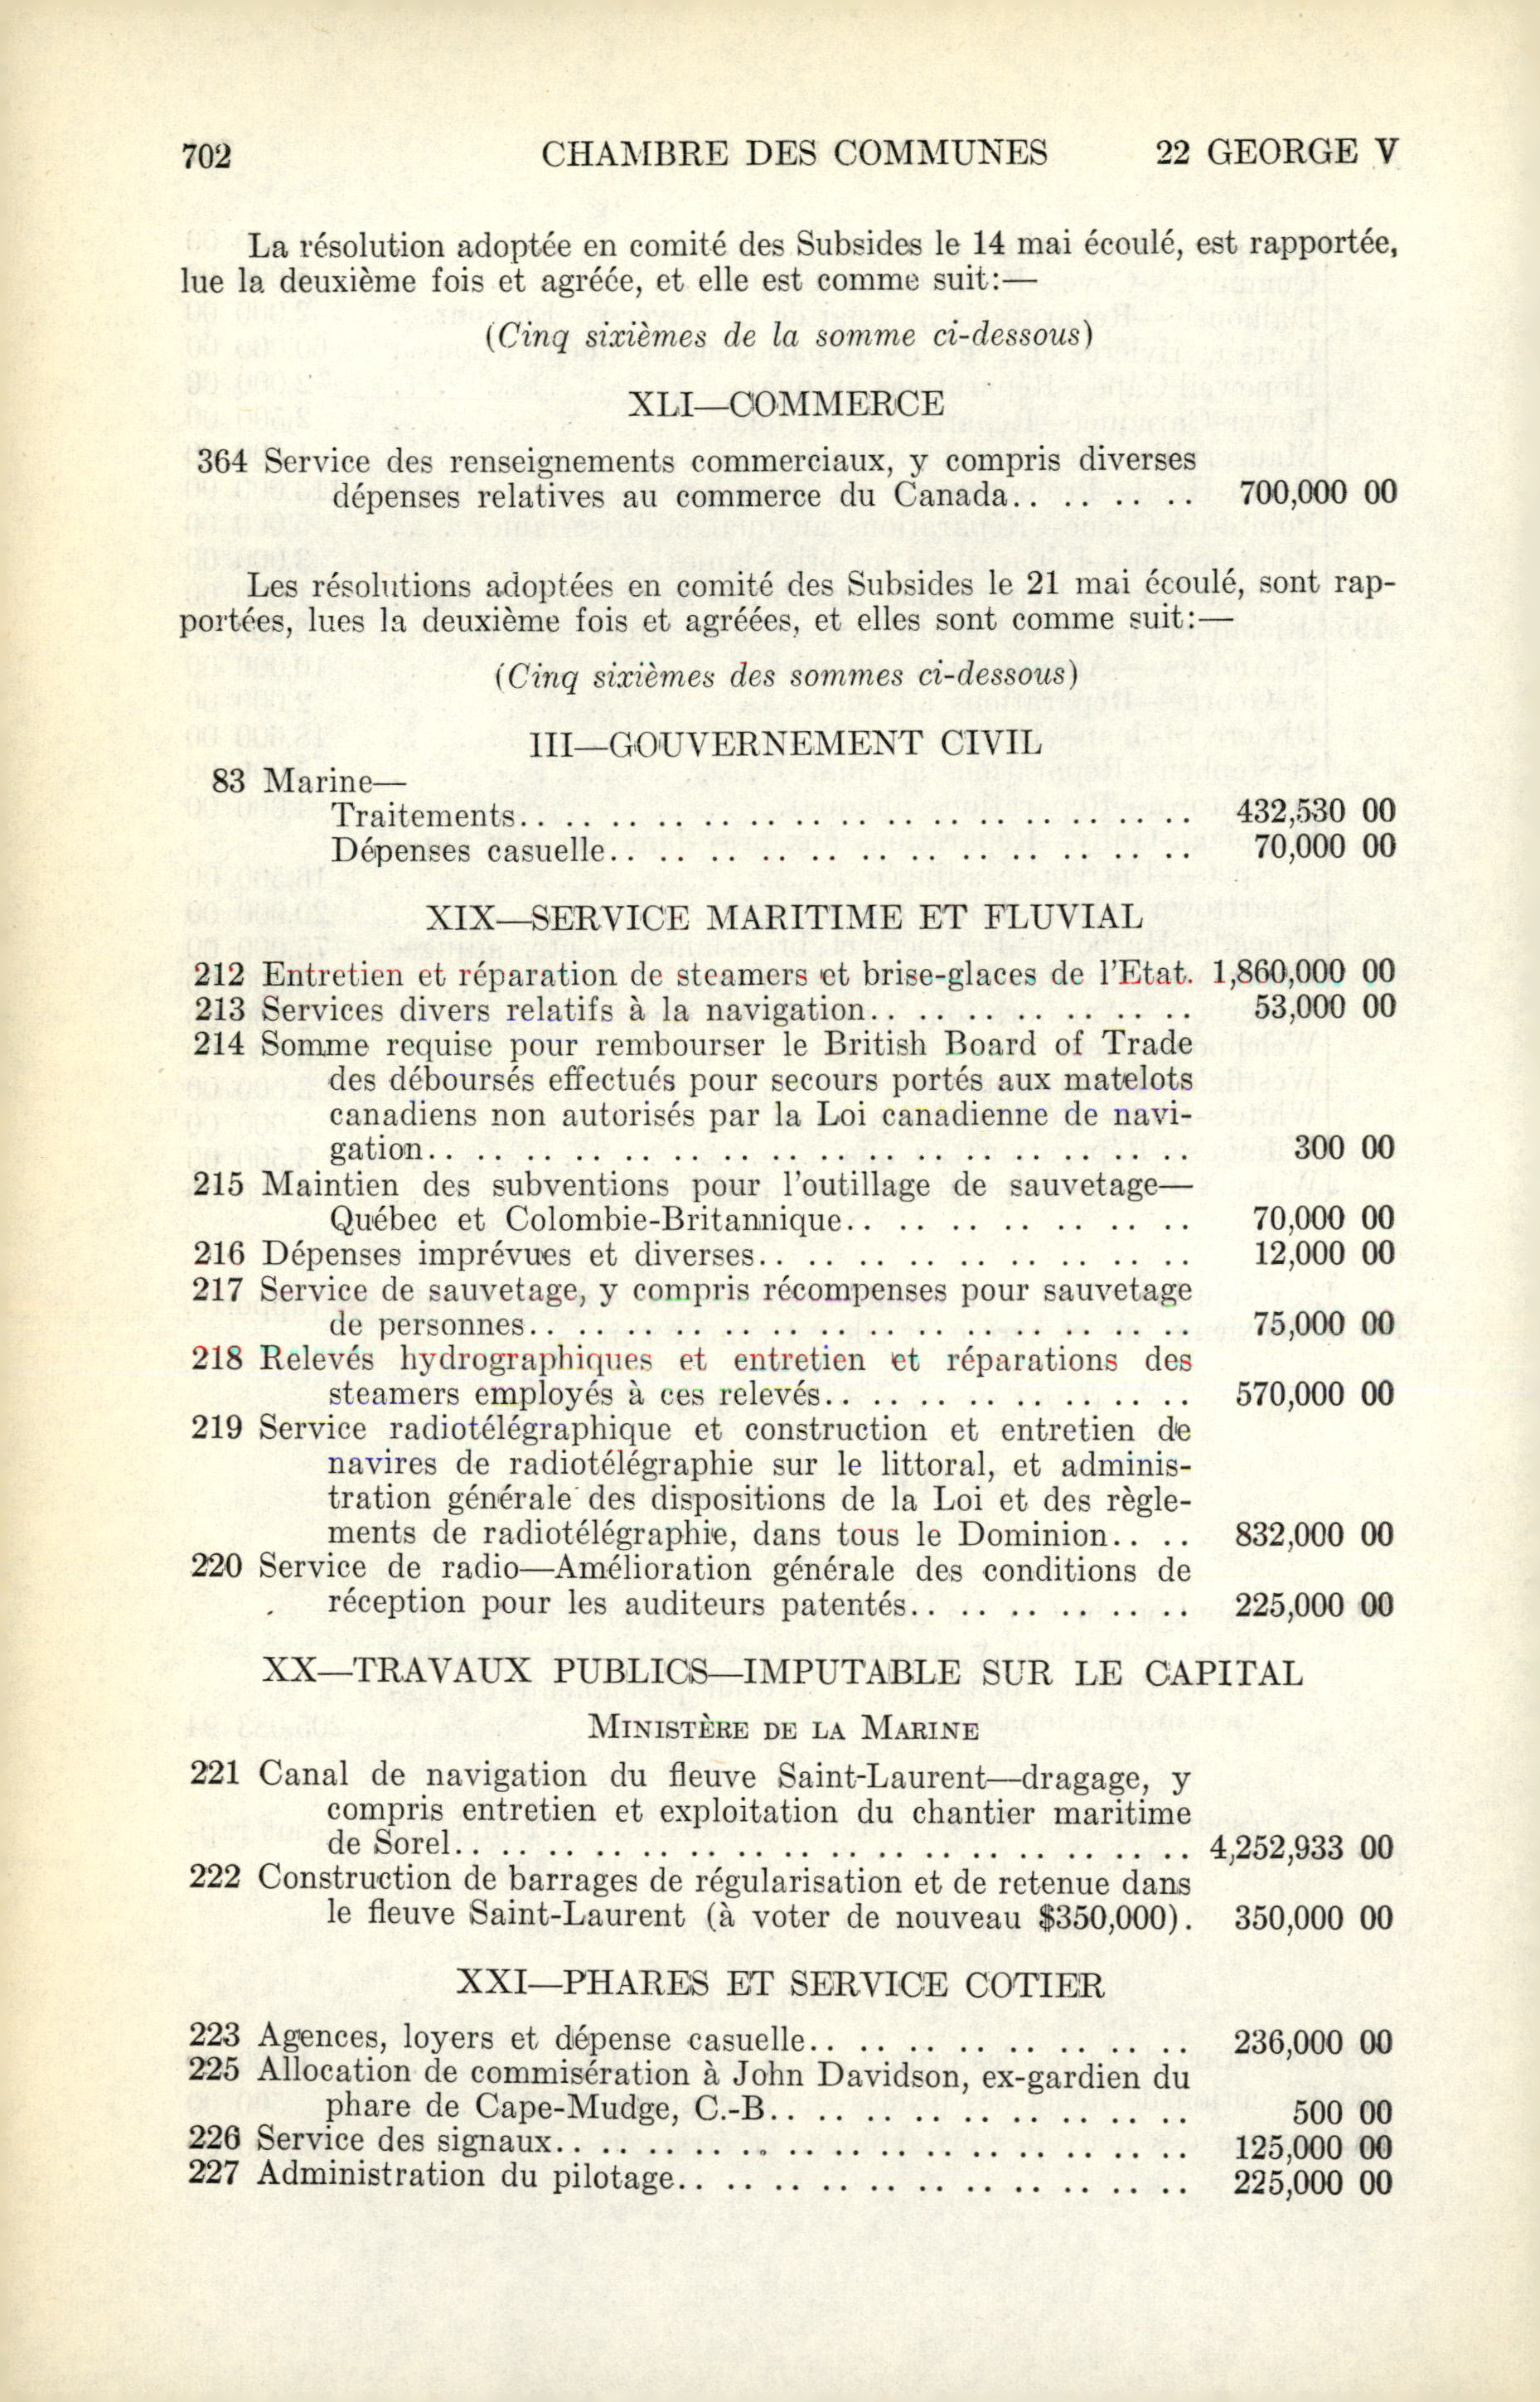 702 CHAMBRE DES COMMUNES 22 GEORGE V
La résolution adoptée en comité des Subsides le 14 mai écoulé, est rapportée,
lue la deuxième fois et agréée, et elle est comme suit:—
(Cinq sixièmes de la somme ci-dessous)
XLI—COMMERCE
364 Service des renseignements commerciaux, y compris diverses
dépenses relatives au commerce du Canada.. .. .. .. 700,000 00
Les résolutions adoptées en comité des Subsides le 21 mai écoulé, sont rap-
portées, lues la deuxième fois et agréées, et elles sont comme suit:—
(Cinq sixièmes des sommes ci-dessous)
III—GOUVERNEMENT CIVIL
83 Marine—
Traitements.. .. .. .. .. .. .. .. .. .. .. .. .. .. .. 432,530 00
Dépenses casuelle.. .. .. .. .. .. .. .. .. .. .. .. 70,000 00
XIX—SERVICE MARITIME ET FLUVIAL
212 Entretien et réparation de steamers et brise-glaces de l'Etat. 1,860,000 00
213 Services divers relatifs à la navigation.. .. .. .. .. .. .. 53,000 00
214 Somme requise pour rembourser le British Board of Trade
des déboursés effectués pour secours portés aux matelots
canadiens non autorisés par la Loi canadienne de navi-
gation.. .. .. .. .. .. .. .. .. .. .. .. .. .. .. .. 300 00
215 Maintien des subventions pour l'outillage de sauvetage—
Québec et Colombie-Britannique.. .. .. .. .. .. .. .. 70,000 00
216 Dépenses imprévues et diverses.. .. .. .. .. .. .. .. .. 12,000 00
217 Service de sauvetage, y compris récompenses pour sauvetage
de personnes.. .. .. .. .. .. .. .. .. .. .. .. .. .. 75,000 00
218 Relevés hydrographiques et entretien et réparations des
steamers employés à ces relevés.. .. .. .. .. .. .. .. 570,000 00
219 Service radiotélégraphique et construction et entretien de
navires de radiotélégraphie sur le littoral, et adminis-
tration générale des dispositions de la Loi et des règle-
ments de radiotélégraphie, dans tous le Dominion.. .. 832,000 00
220 Service de radio—Amélioration générale des conditions de
réception pour les auditeurs patentés.. .. .. .. .. .. 225,000 00
XX—TRAVAUX PUBLICS—IMPUTABLE SUR LE CAPITAL
MINISTÈRE DE LA MARINE
221 Canal de navigation du fleuve Saint-Laurent—dragage, y
compris entretien et exploitation du chantier maritime
de Sorel.. .. .. .. .. .. .. .. .. .. .. .. .. .. .. .. 4,252,933 00
222 Construction de barrages de régularisation et de retenue dans
le fleuve Saint-Laurent (à voter de nouveau $350,000). 350,000 00
XXI—PHARES ET SERVICE COTIER
223 Agences, loyers et dépense casuelle.. .. .. .. .. .. .. .. 236,000 00
225 Allocation de commisération à John Davidson, ex-gardien du
phare de Cape-Mudge, C.-B.. .. .. .. .. .. .. .. .. 500 00
226 Service des signaux.. .. .. .. .. .. .. .. .. .. .. .. .. .. 125,000 00
227 Administration du pilotage.. .. .. .. .. .. .. .. .. .. .. 225,000 00